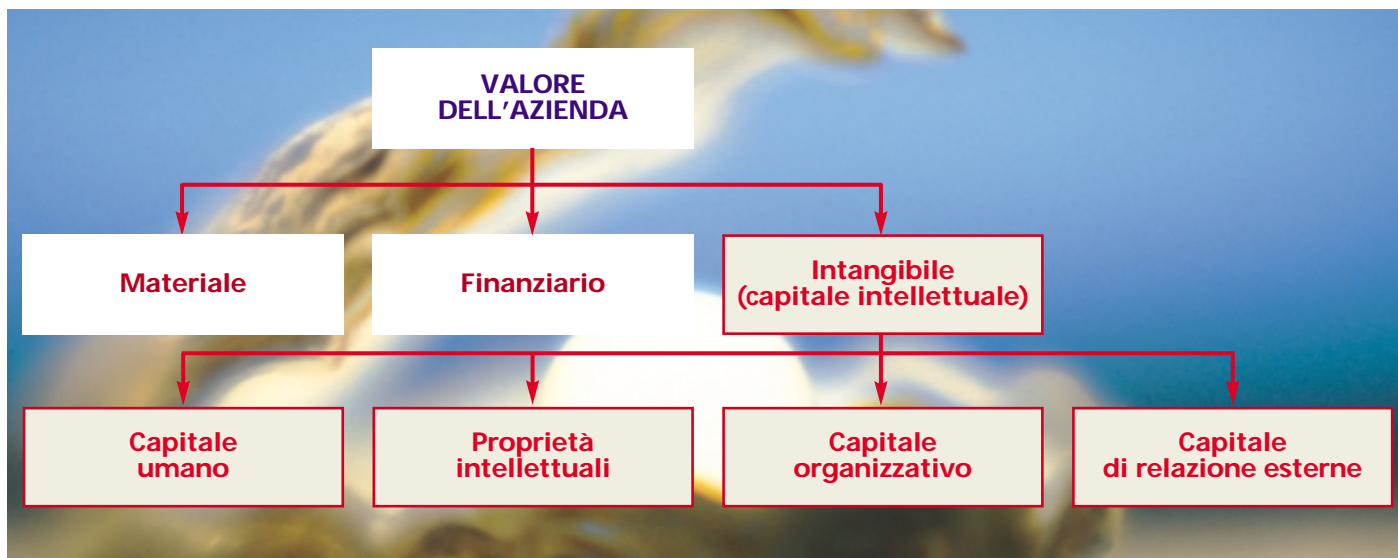 VALORE
DELL'AZIENDA
Materiale
Finanziario
Intangibile
(capitale intellettuale)
Capitale
umano
Proprietà
intellettuali
Capitale
organizzativo
Capitale
di relazione esterne